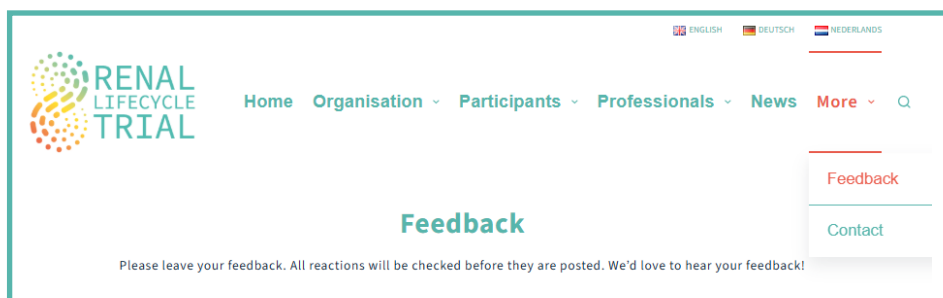 ENGLISH DEUTSCH NEDERLANDS
RENAL
LIFECYCLE
TRIAL
Home Organisation Participants Professionals News More
Feedback
Contact
Feedback
Please leave your feedback. All reactions will be checked before they are posted. We'd love to hear your feedback!